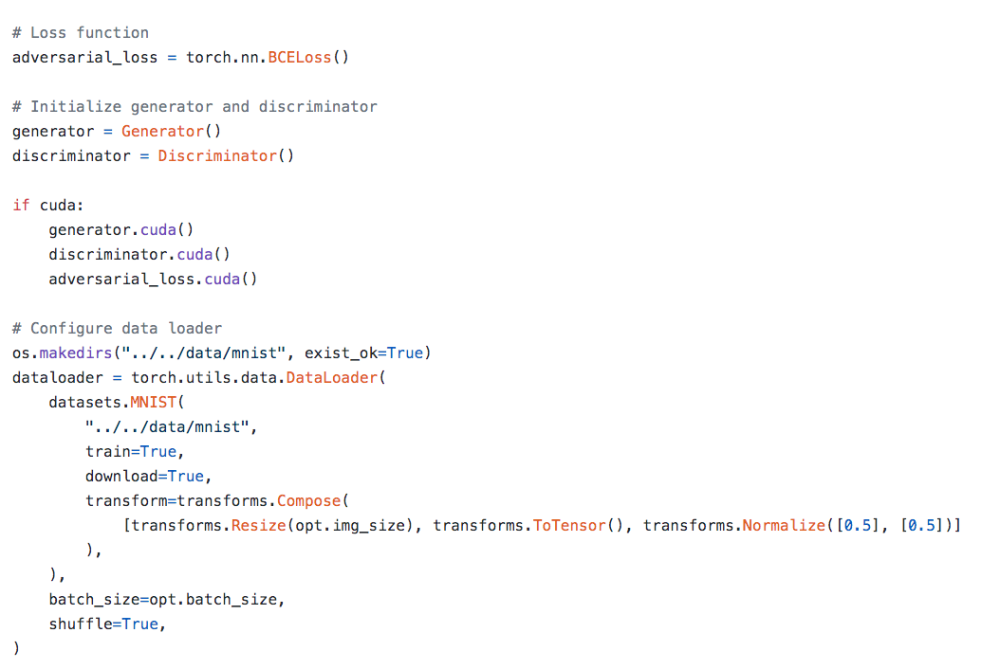 # Loss function
adversarial_loss = torch.nn.BCELoss()

# Initialize generator and discriminator
generator = Generator()
discriminator = Discriminator()

if cuda:
    generator.cuda()
    discriminator.cuda()
    adversarial_loss.cuda()

# Configure data loader
os.makedirs("../../data/mnist", exist_ok=True)
dataloader = torch.utils.data.DataLoader(
    datasets.MNIST(
        "../../data/mnist",
        train=True,
        download=True,
        transform=transforms.Compose(
            [transforms.Resize(opt.img_size), transforms.ToTensor(), transforms.Normalize([0.5], [0.5])]
        ),
    ),
    batch_size=opt.batch_size,
    shuffle=True,
)